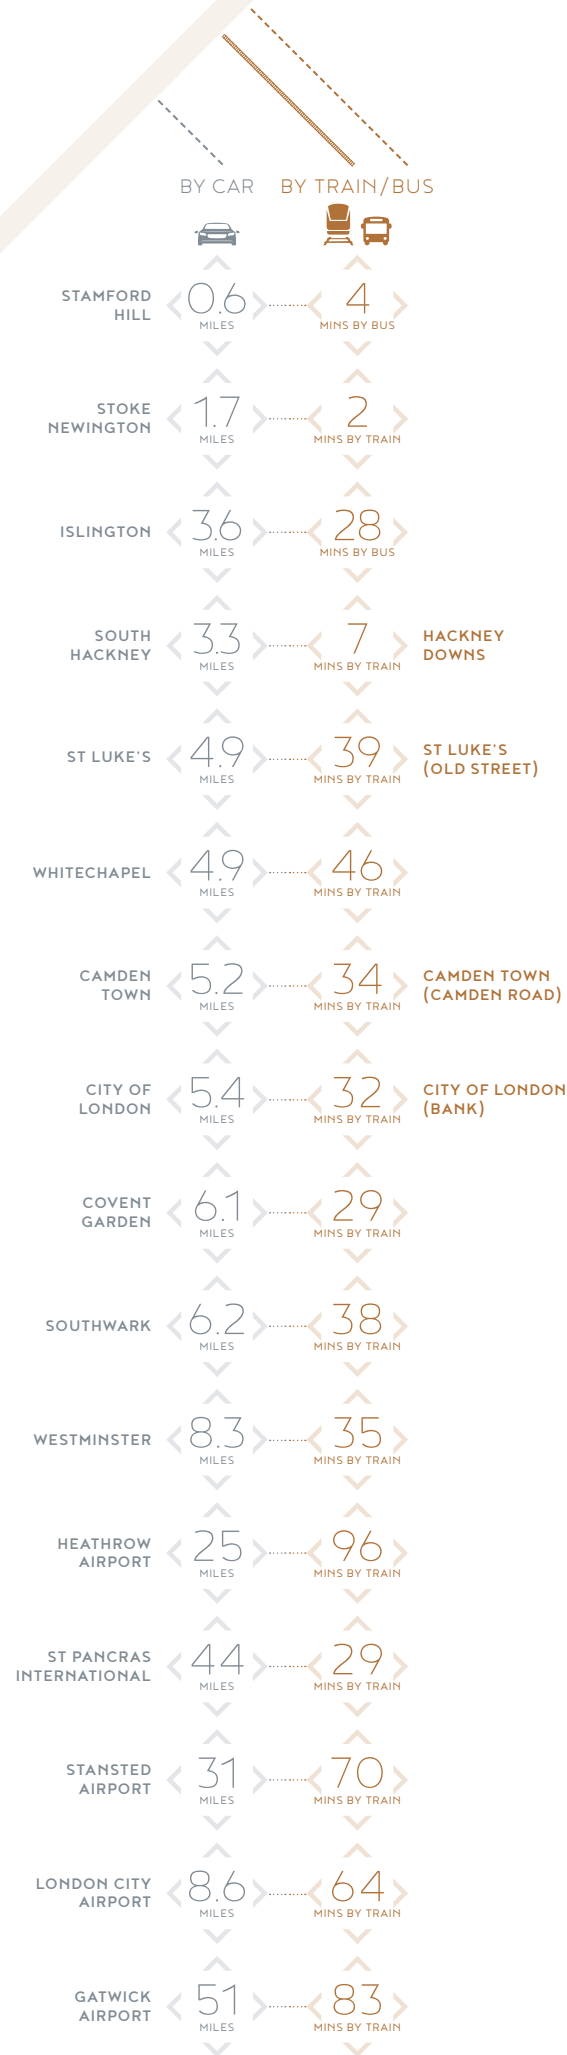 BY CAR
BY TRAIN/BUS
STAMFORD
HILL
0.6
MILES
4
MINS BY BUS
STOKE
NEWINGTON
1.7
MILES
2
MINS BY TRAIN
ISLINGTON
3.6
MILES
28
MINS BY BUS
SOUTH
HACKNEY
3.3
MILES
7
MINS BY TRAIN
HACKNEY
DOWNS
ST LUKE'S
4.9
MILES
39
MINS BY TRAIN
ST LUKE'S
(OLD STREET)
WHITECHAPEL
4.9
MILES
46
MINS BY TRAIN
CAMDEN
TOWN
5.2
MILES
34
MINS BY TRAIN
CAMDEN TOWN
(CAMDEN ROAD)
CITY OF
LONDON
5.4
MILES
32
MINS BY TRAIN
CITY OF LONDON
(BANK)
COVENT
GARDEN
6.1
MILES
29
MINS BY TRAIN
SOUTHWARK
6.2
MILES
38
MINS BY TRAIN
WESTMINSTER
8.3
MILES
35
MINS BY TRAIN
HEATHROW
AIRPORT
25
MILES
96
MINS BY TRAIN
ST PANCRAS
INTERNATIONAL
44
MILES
29
MINS BY TRAIN
STANSTED
AIRPORT
31
MILES
70
MINS BY TRAIN
LONDON CITY
AIRPORT
8.6
MILES
64
MINS BY TRAIN
GATWICK
AIRPORT
51
MILES
83
MINS BY TRAIN